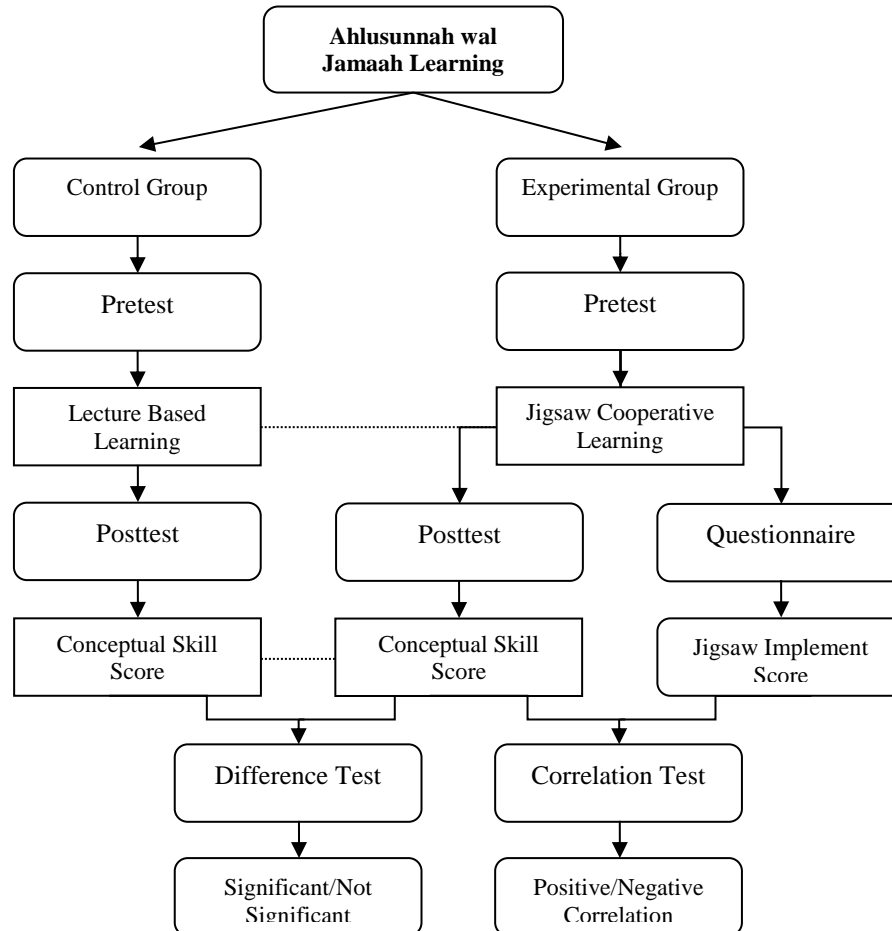 Ahlusunnah wal
Jamaah Learning
Control Group
Experimental Group
Pretest
Pretest
Lecture Based
Learning
Jigsaw Cooperative
Learning
Posttest
Posttest
Questionnaire
Conceptual Skill
Score
Conceptual Skill
Score
Jigsaw Implement
Score
Difference Test
Correlation Test
Significant/Not
Significant
Positive/Negative
Correlation